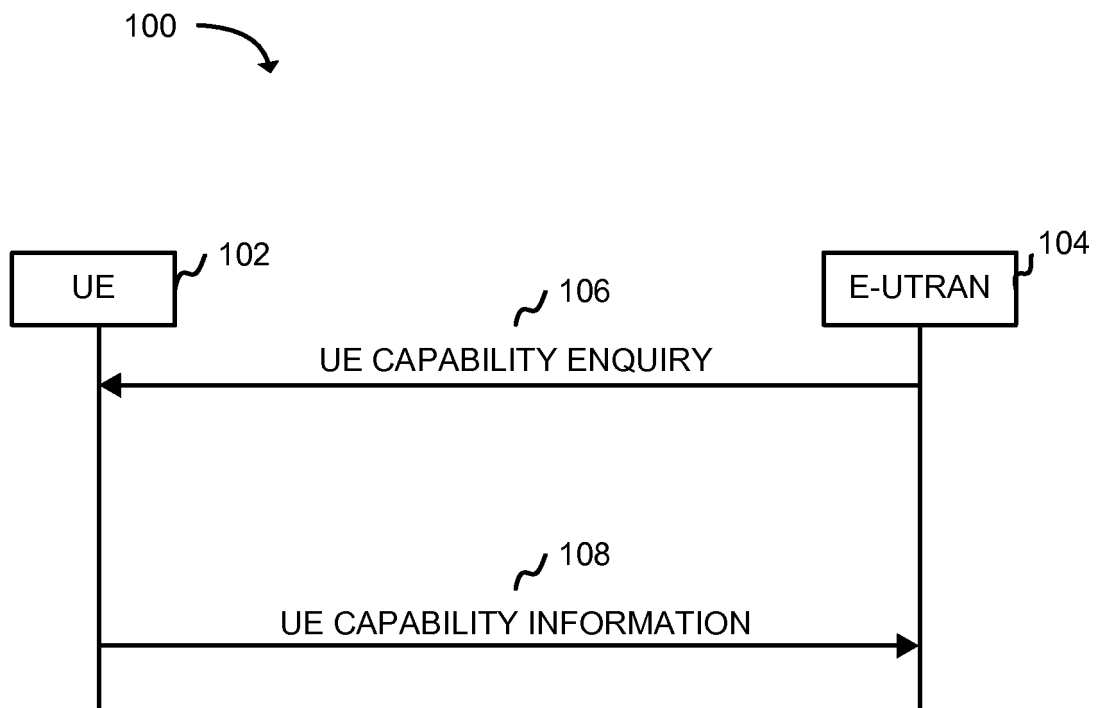 100
102
104
UE
E-UTRAN
106
UE CAPABILITY ENQUIRY
108
UE CAPABILITY INFORMATION